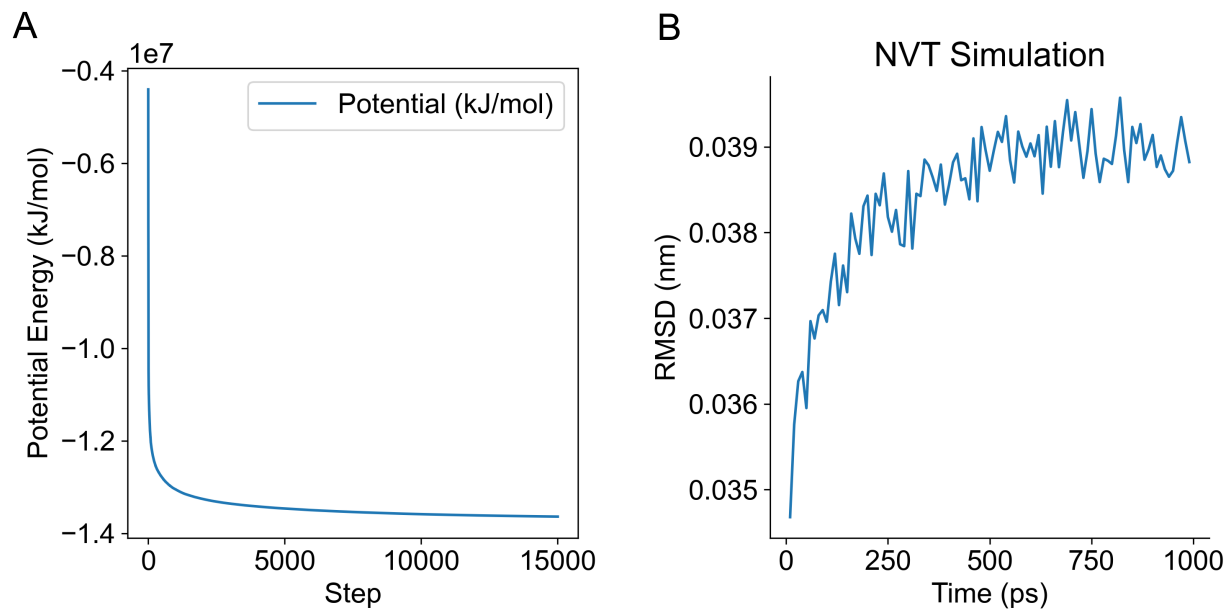 A
1e7
−0.4
−0.6
−0.8
−1.0
−1.2
−1.4
Potential Energy (kJ/mol)
Potential (kJ/mol)
0
5000
10000
15000
Step
B
NVT Simulation
0.039
0.038
0.037
0.036
0.035
RMSD (nm)
0
250
500
750
1000
Time (ps)